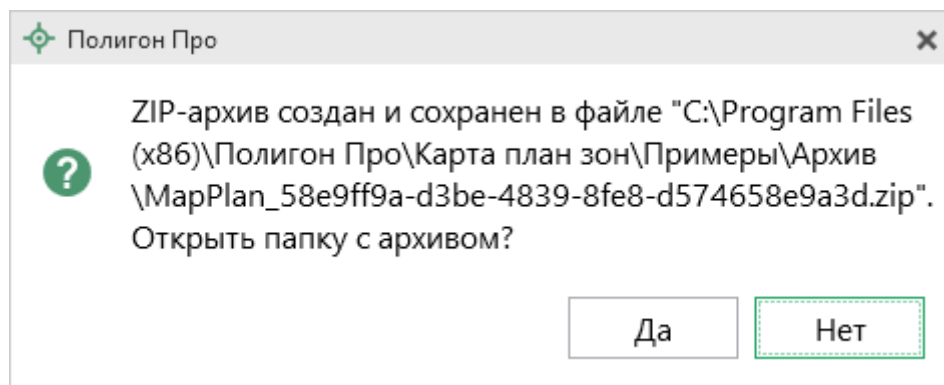 Полигон Про
ZIP-архив создан и сохранен в файле "C:\Program Files
(x86)\Полигон Про\Карта план зон\Примеры\Архив
\MapPlan_58e9ff9a-d3be-4839-8fe8-d574658e9a3d.zip".
Открыть папку с архивом?
Да
Нет